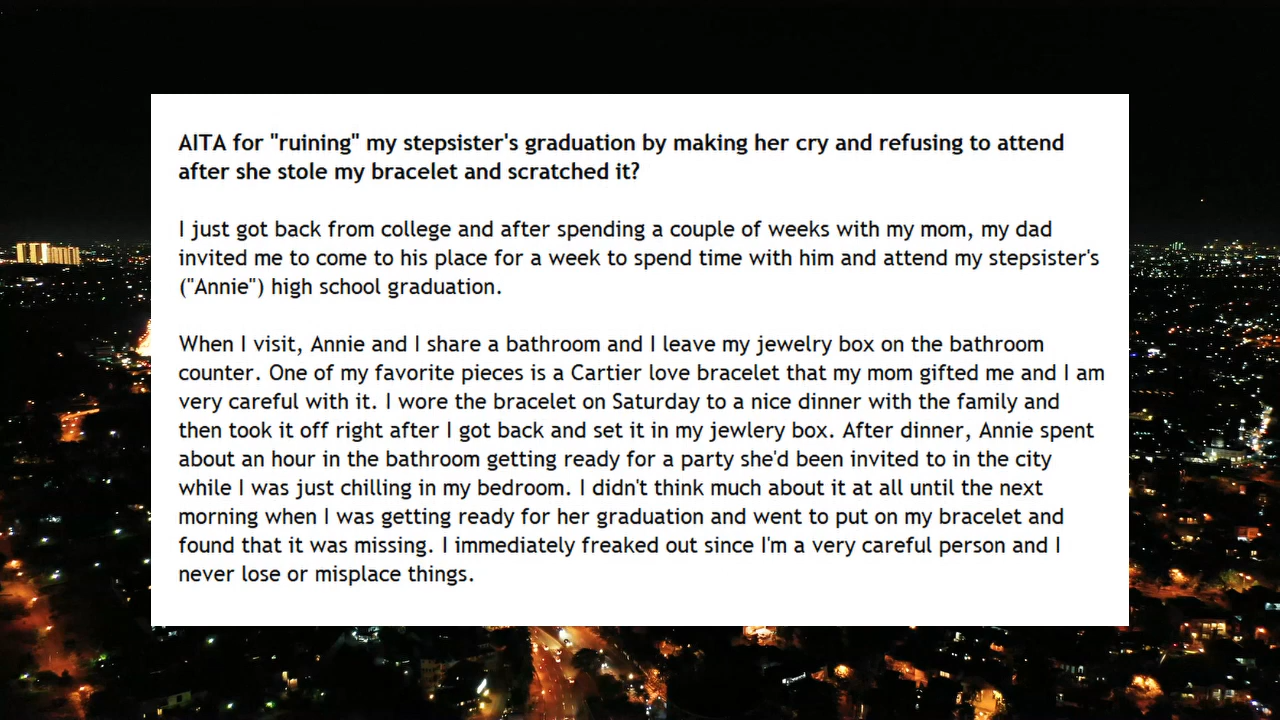 AITA for "ruining" my stepsister's graduation by making her cry and refusing to attend
after she stole my bracelet and scratched it?
I just got back from college and after spending a couple of weeks with my mom, my dad
invited me to come to his place for a week to spend time with him and attend my stepsister's
("Annie") high school graduation.
When I visit, Annie and I share a bathroom and I leave my jewelry box on the bathroom
counter. One of my favorite pieces is a Cartier love bracelet that my mom gifted me and I am
very careful with it. I wore the bracelet on Saturday to a nice dinner with the family and
then took it off right after I got back and set it in my jewlery box. After dinner, Annie spent
about an hour in the bathroom getting ready for a party she'd been invited to in the city
while I was just chilling in my bedroom. I didn't think much about it at all until the next
morning when I was getting ready for her graduation and went to put on my bracelet and
found that it was missing. I immediately freaked out since I'm a very careful person and I
never lose or misplace things.